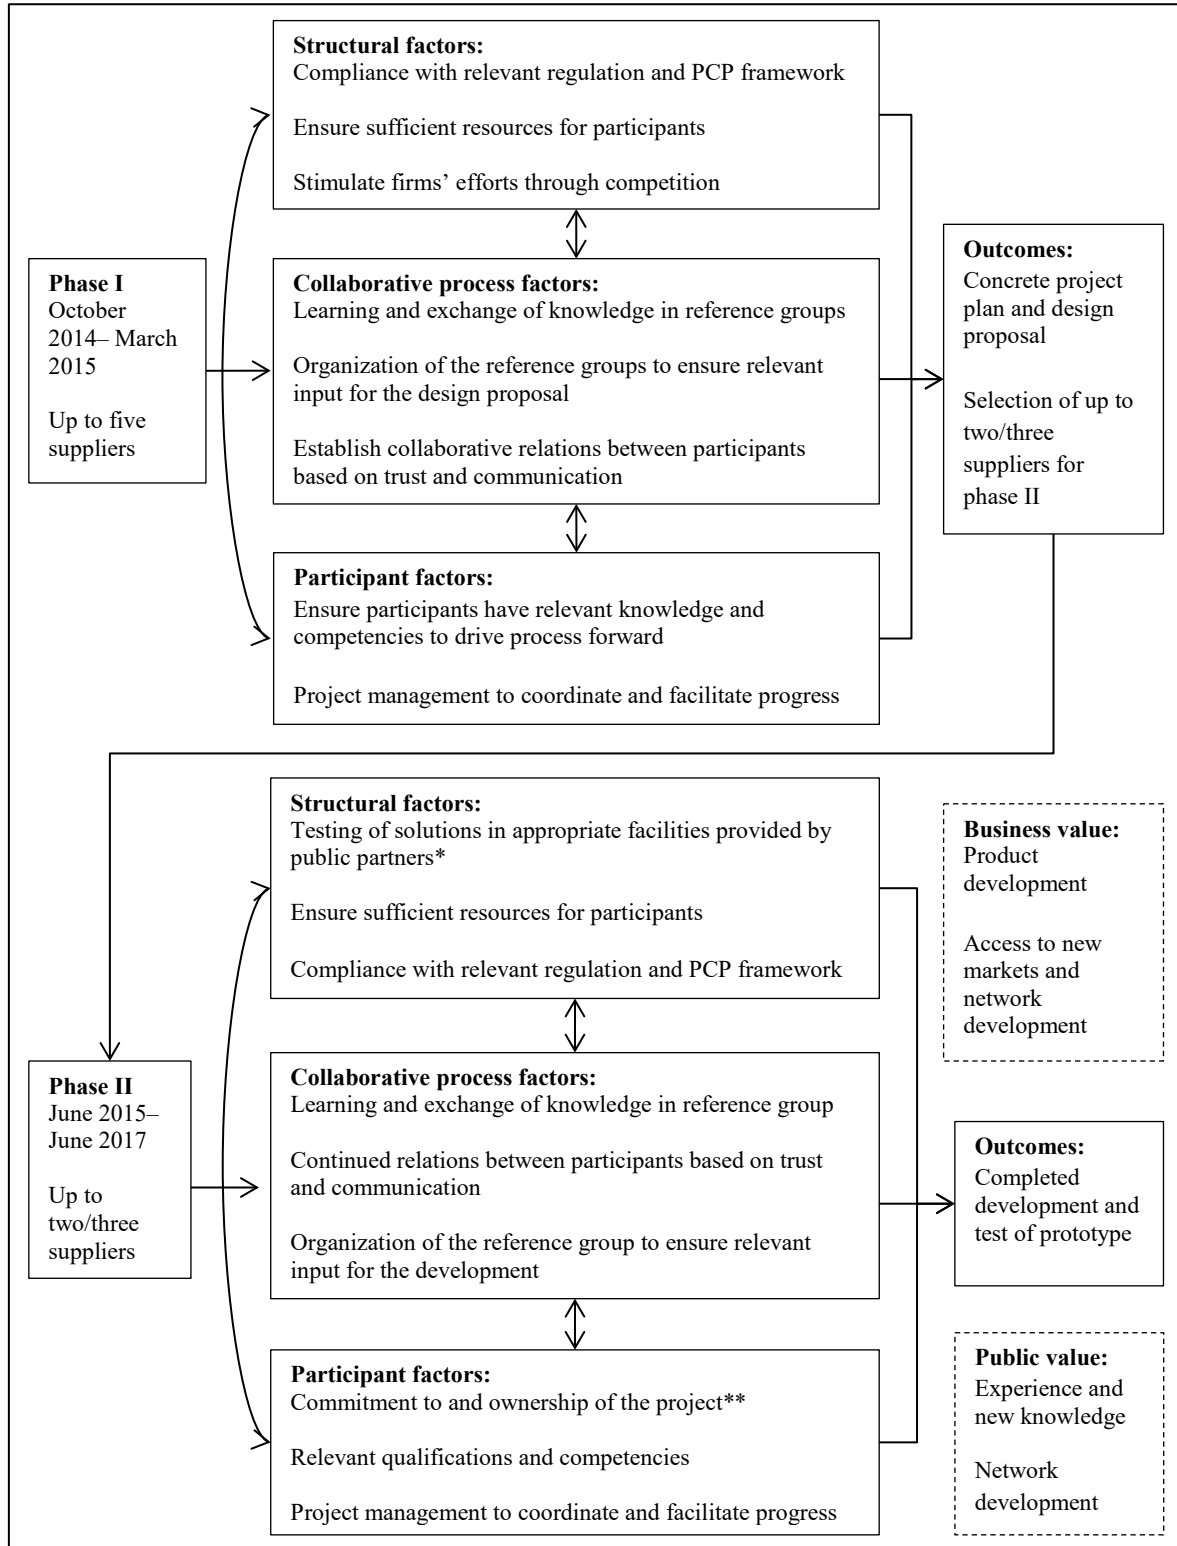 Structural factors:
Compliance with relevant regulation and PCP framework
Ensure sufficient resources for participants
Stimulate firms’ efforts through competition
Phase I
October
2014– March
2015
Up to five
suppliers
Collaborative process factors:
Learning and exchange of knowledge in reference groups
Organization of the reference groups to ensure relevant
input for the design proposal
Establish collaborative relations between participants
based on trust and communication
Participant factors:
Ensure participants have relevant knowledge and
competencies to drive process forward
Project management to coordinate and facilitate progress
Outcomes:
Concrete project
plan and design
proposal
Selection of up to
two/three
suppliers for
phase II
Structural factors:
Testing of solutions in appropriate facilities provided by
public partners*
Ensure sufficient resources for participants
Compliance with relevant regulation and PCP framework
Phase II
June 2015–
June 2017
Up to
two/three
suppliers
Collaborative process factors:
Learning and exchange of knowledge in reference group
Continued relations between participants based on trust
and communication
Organization of the reference group to ensure relevant
input for the development
Participant factors:
Commitment to and ownership of the project**
Relevant qualifications and competencies
Project management to coordinate and facilitate progress
Business value:
Product
development
Access to new
markets and
network
development
Outcomes:
Completed
development and
test of prototype
Public value:
Experience and
new knowledge
Network
development